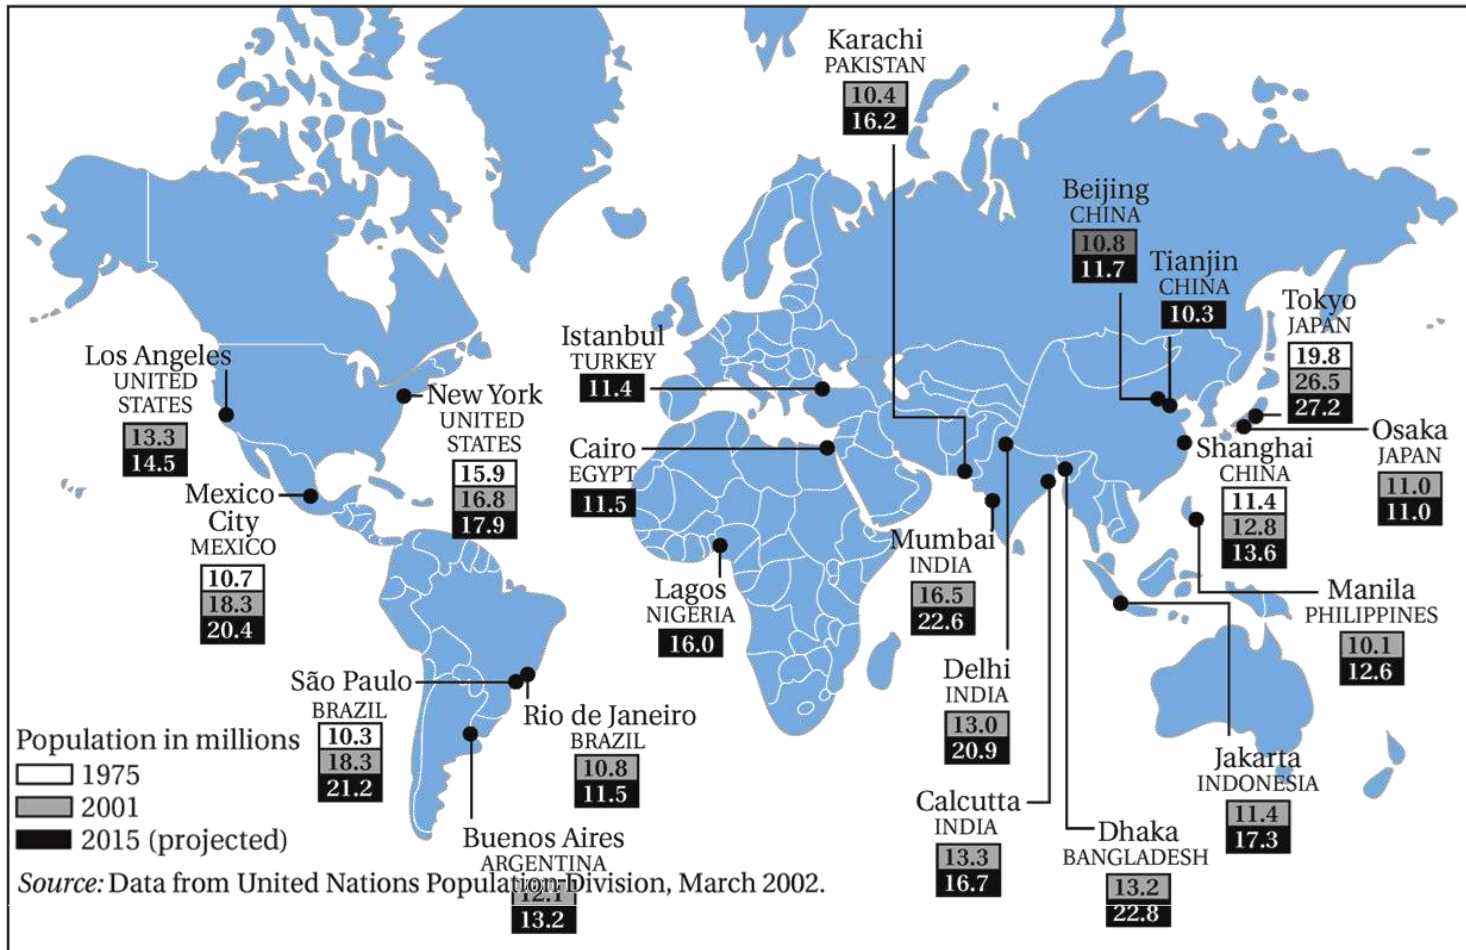 Karachi
PAKISTAN
10.4
16.2
Beijing
CHINA
10.8
11.7
Tianjin
CHINA
10.3
Tokyo
JAPAN
19.8
26.5
27.2
Osaka
JAPAN
11.0
11.0
Istanbul
TURKEY
11.4
Los Angeles
UNITED
STATES
13.3
14.5
New York
UNITED
STATES
15.9
16.8
17.9
Cairo
EGYPT
11.5
Shanghai
CHINA
11.4
12.8
13.6
Mexico
City
MEXICO
10.7
18.3
20.4
Lagos
NIGERIA
16.0
Mumbai
INDIA
16.5
22.6
Manila
PHILIPPINES
10.1
12.6
Delhi
INDIA
13.0
20.9
São Paulo
BRAZIL
10.3
18.3
21.2
Rio de Janeiro
BRAZIL
10.8
11.5
Jakarta
INDONESIA
11.4
17.3
Calcutta
INDIA
13.3
16.7
Dhaka
BANGLADESH
13.2
22.8
Buenos Aires
ARGENTINA
12.1
13.2
Population in millions
1975
2001
2015 (projected)
Source: Data from United Nations Population Division, March 2002.